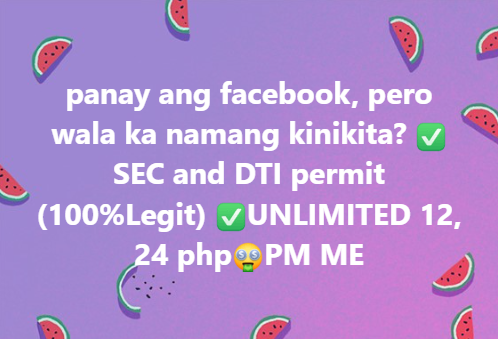 panay ang facebook, pero
wala ka namang kinikita? ✅
SEC and DTI permit
(100%Legit) ✅UNLIMITED 12,
24 php🤑PM ME